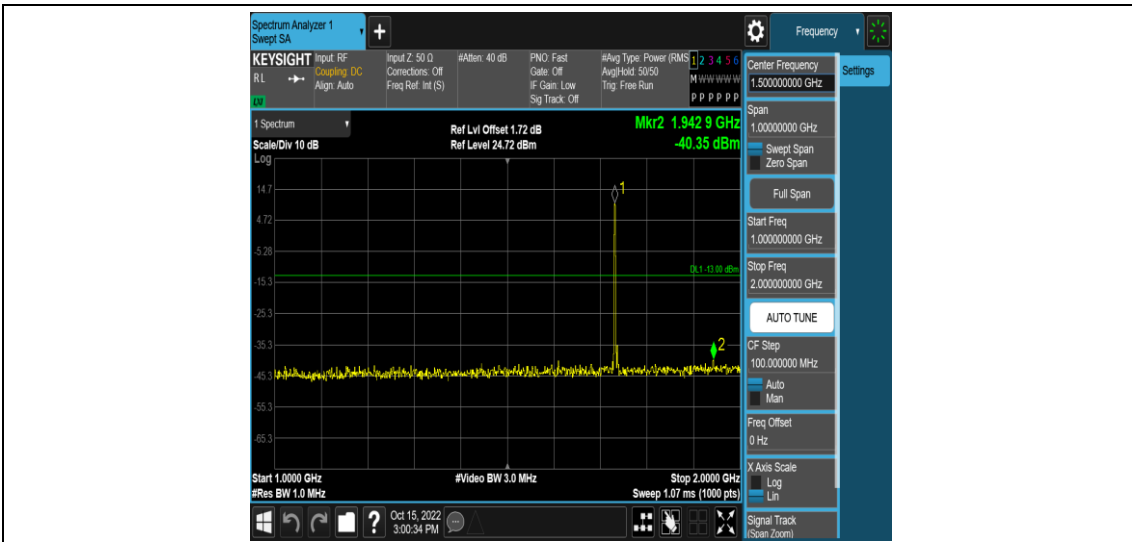 Spectrum Analyzer 1
Swept SA
Frequency
KEYSIGHT
RL
Input: RF
Coupling: DC
Align: Auto
Input Z: 50 Ω
Corrections: Off
Freq Ref: Int (S)
#Atten: 40 dB
PNO: Fast
Gate: Off
IF Gain: Low
Sig Track: Off
#Avg Type: Power (RMS
Avg|Hold: 50/50
Trig: Free Run
1 2 3 4 5 6
M W W W W W
P P P P P P
1 Spectrum
Scale/Div 10 dB
Ref Lvl Offset 1.72 dB
Ref Level 24.72 dBm
Mkr2 1.942 9 GHz
-40.35 dBm
Log
14.7
4.72
-5.28
-15.3
-25.3
-35.3
-45.3
-55.3
-65.3
1
DL1 -13.00 dBm
2
Start 1.0000 GHz
#Res BW 1.0 MHz
#Video BW 3.0 MHz
Stop 2.0000 GHz
Sweep 1.07 ms (1000 pts)
Oct 15, 2022
3:00:34 PM
Center Frequency
1.500000000 GHz
Settings
Span
1.00000000 GHz
Swept Span
Zero Span
Full Span
Start Freq
1.000000000 GHz
Stop Freq
2.000000000 GHz
AUTO TUNE
CF Step
100.000000 MHz
Auto
Man
Freq Offset
0 Hz
X Axis Scale
Log
Lin
Signal Track
(Span Zoom)